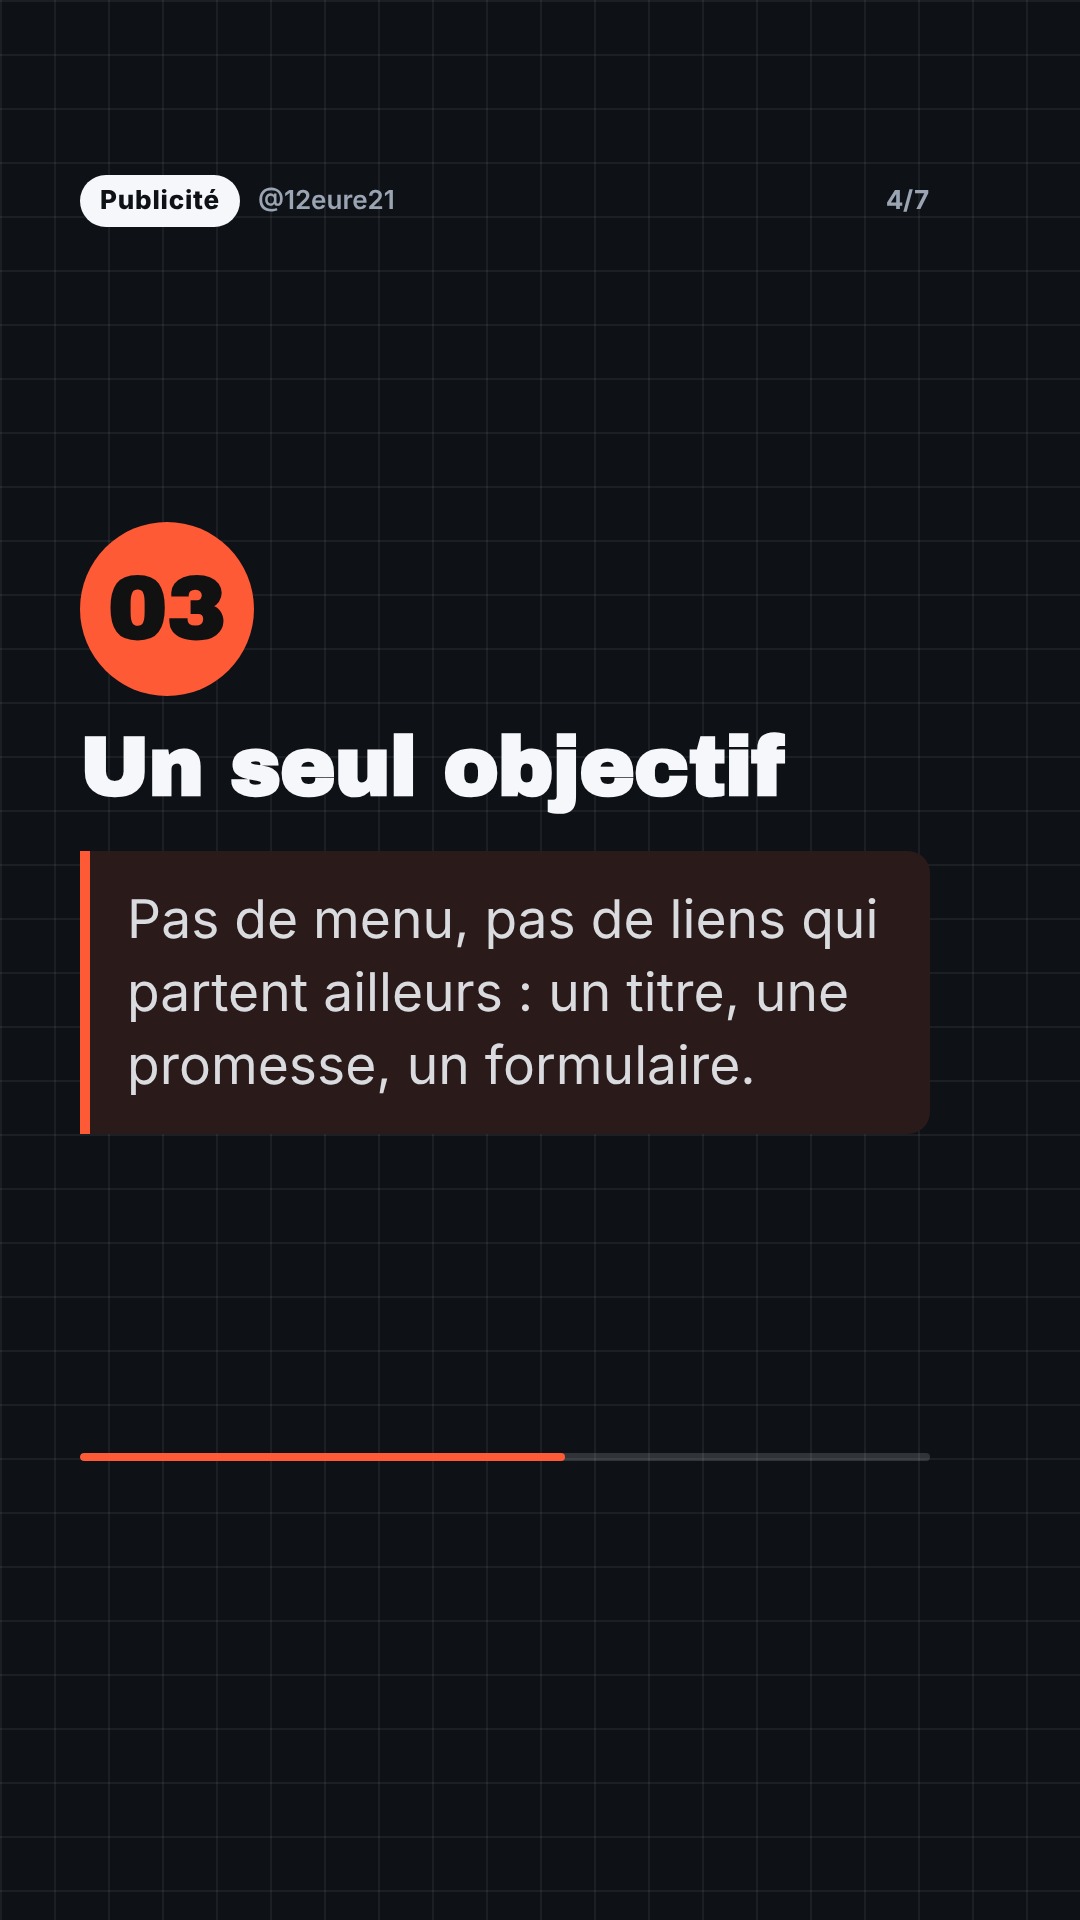 Publicité @12eure21 4/7
03
Un seul objectif
Pas de menu, pas de liens qui
partent ailleurs : un titre, une
promesse, un formulaire.